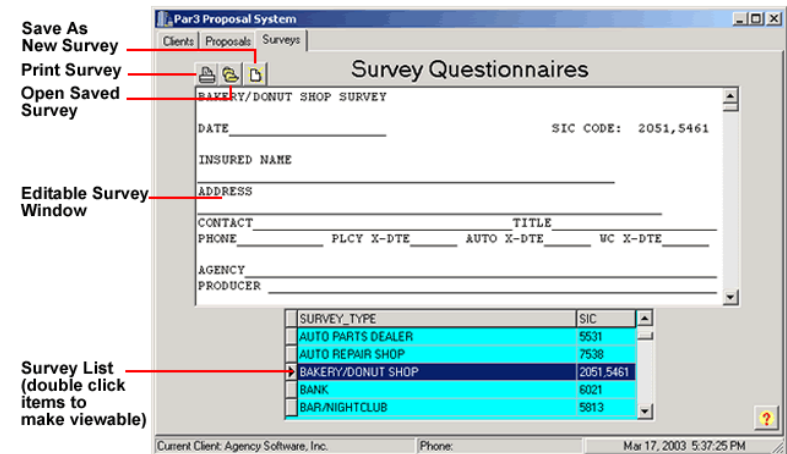 Save As
New Survey
Print Survey
Open Saved
Survey
Editable Survey
Window
Survey List
(double click
items to
make viewable)
Par3 Proposal System
Clients Proposals Surveys
Survey Questionnaires
BAKERY/DONUT SHOP SURVEY
DATE SIC CODE: 2051,5461
INSURED NAME
ADDRESS
CONTACT TITLE
PHONE PLCY X-DTE AUTO X-DTE WC X-DTE
AGENCY
PRODUCER
SURVEY_TYPE SIC
AUTO PARTS DEALER 5531
AUTO REPAIR SHOP 7538
BAKERY/DONUT SHOP 2051,5461
BANK 6021
BAR/NIGHTCLUB 5813
?
Current Client: Agency Software, Inc. Phone: Mar 17, 2003 5:37:25 PM